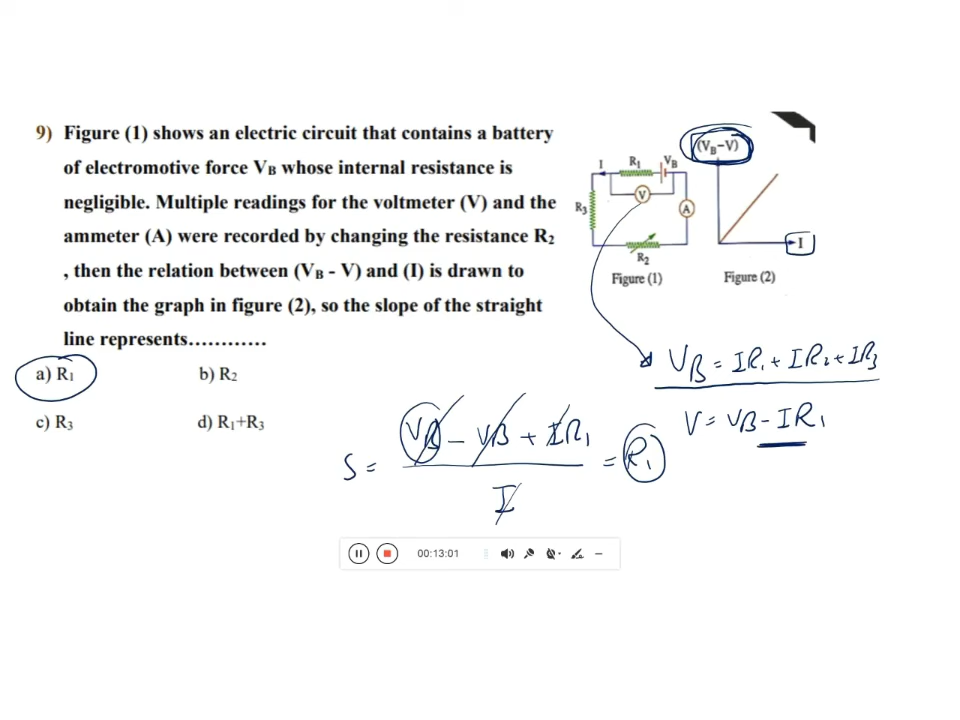 9) Figure (1) shows an electric circuit that contains a battery
of electromotive force VB whose internal resistance is
negligible. Multiple readings for the voltmeter (V) and the
ammeter (A) were recorded by changing the resistance R2
, then the relation between (VB - V) and (I) is drawn to
obtain the graph in figure (2), so the slope of the straight
line represents…………
a) R1
b) R2
c) R3
d) R1+R3
I
R1
VB
V
R3
A
R2
Figure (1)
(VB–V)
I
Figure (2)
VB = IR1 + IR2 + IR3
V = VB - IR1
S = VB - VB + IR1 / I = R1
00:13:01